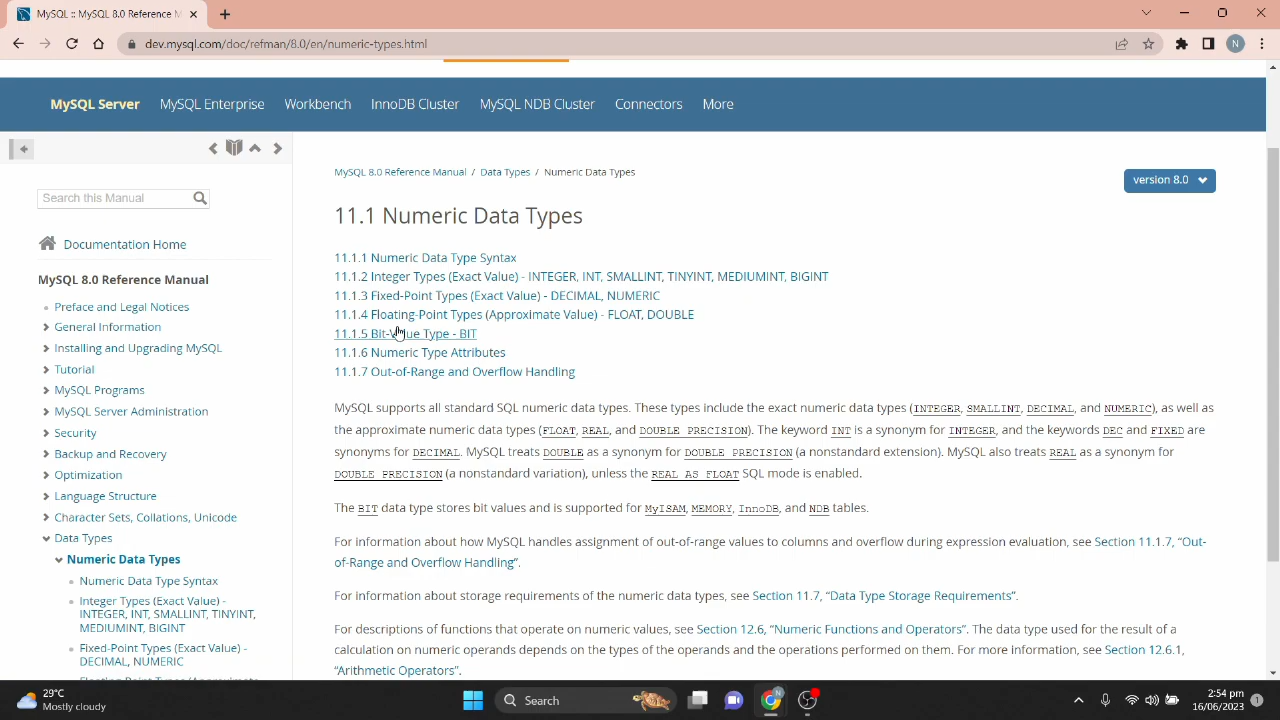 MySQL :: MySQL 8.0 Reference M
dev.mysql.com/doc/refman/8.0/en/numeric-types.html
N
MySQL Server MySQL Enterprise Workbench InnoDB Cluster MySQL NDB Cluster Connectors More
Search this Manual
Documentation Home
MySQL 8.0 Reference Manual
Preface and Legal Notices
General Information
Installing and Upgrading MySQL
Tutorial
MySQL Programs
MySQL Server Administration
Security
Backup and Recovery
Optimization
Language Structure
Character Sets, Collations, Unicode
Data Types
Numeric Data Types
Numeric Data Type Syntax
Integer Types (Exact Value) -
INTEGER, INT, SMALLINT, TINYINT,
MEDIUMINT, BIGINT
Fixed-Point Types (Exact Value) -
DECIMAL, NUMERIC
MySQL 8.0 Reference Manual / Data Types / Numeric Data Types
version 8.0
11.1 Numeric Data Types
11.1.1 Numeric Data Type Syntax
11.1.2 Integer Types (Exact Value) - INTEGER, INT, SMALLINT, TINYINT, MEDIUMINT, BIGINT
11.1.3 Fixed-Point Types (Exact Value) - DECIMAL, NUMERIC
11.1.4 Floating-Point Types (Approximate Value) - FLOAT, DOUBLE
11.1.5 Bit-Value Type - BIT
11.1.6 Numeric Type Attributes
11.1.7 Out-of-Range and Overflow Handling
MySQL supports all standard SQL numeric data types. These types include the exact numeric data types (INTEGER, SMALLINT, DECIMAL, and NUMERIC), as well as
the approximate numeric data types (FLOAT, REAL, and DOUBLE PRECISION). The keyword INT is a synonym for INTEGER, and the keywords DEC and FIXED are
synonyms for DECIMAL. MySQL treats DOUBLE as a synonym for DOUBLE PRECISION (a nonstandard extension). MySQL also treats REAL as a synonym for
DOUBLE PRECISION (a nonstandard variation), unless the REAL_AS_FLOAT SQL mode is enabled.
The BIT data type stores bit values and is supported for MyISAM, MEMORY, InnoDB, and NDB tables.
For information about how MySQL handles assignment of out-of-range values to columns and overflow during expression evaluation, see Section 11.1.7, “Out-
of-Range and Overflow Handling”.
For information about storage requirements of the numeric data types, see Section 11.7, “Data Type Storage Requirements”.
For descriptions of functions that operate on numeric values, see Section 12.6, “Numeric Functions and Operators”. The data type used for the result of a
calculation on numeric operands depends on the types of the operands and the operations performed on them. For more information, see Section 12.6.1,
“Arithmetic Operators”.
29°C
Mostly cloudy
Search
N
2:54 pm
16/06/2023
1